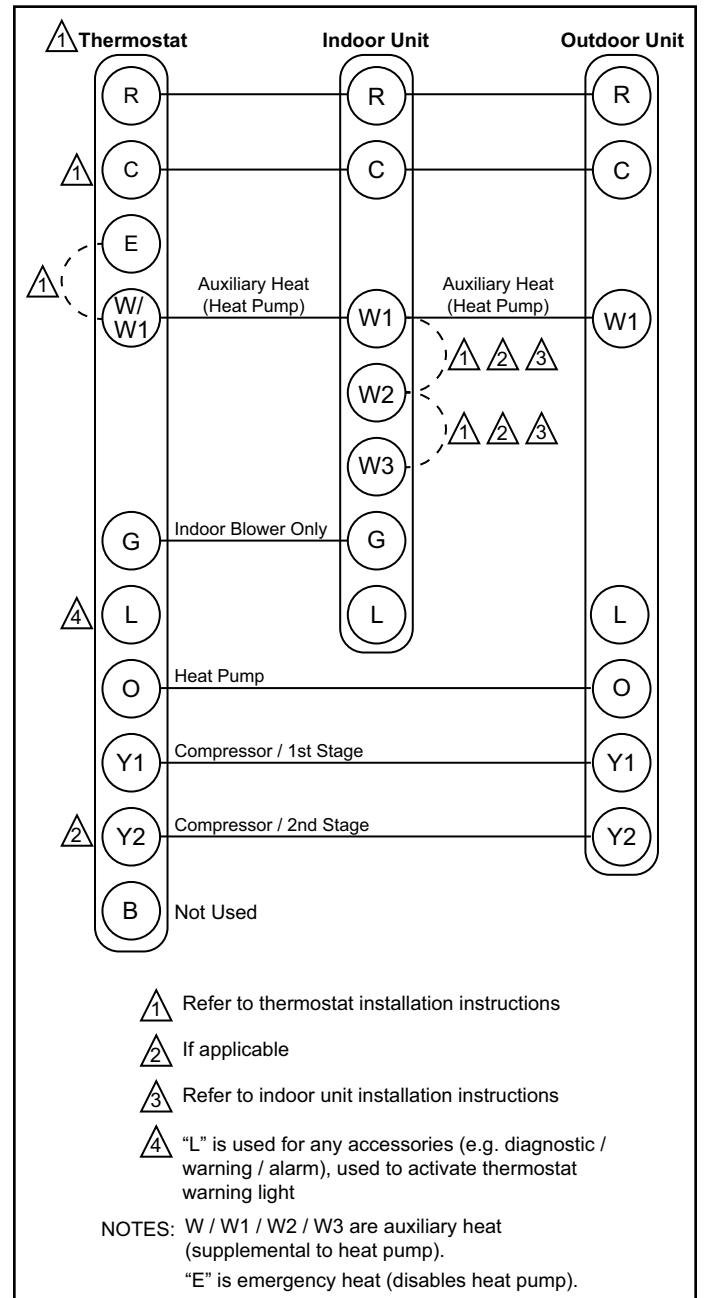 1 Thermostat Indoor Unit Outdoor Unit
R R R
1 C C C
E
1
Auxiliary Heat (Heat Pump) Auxiliary Heat (Heat Pump)
W/ W1 W1 W1
1 2 3
W2
1 2 3
W3
G Indoor Blower Only G
4 L L L
O Heat Pump O
Y1 Compressor / 1st Stage Y1
2 Y2 Compressor / 2nd Stage Y2
B Not Used
1 Refer to thermostat installation instructions
2 If applicable
3 Refer to indoor unit installation instructions
4 “L” is used for any accessories (e.g. diagnostic /
warning / alarm), used to activate thermostat
warning light
NOTES: W / W1 / W2 / W3 are auxiliary heat
(supplemental to heat pump).
“E” is emergency heat (disables heat pump).